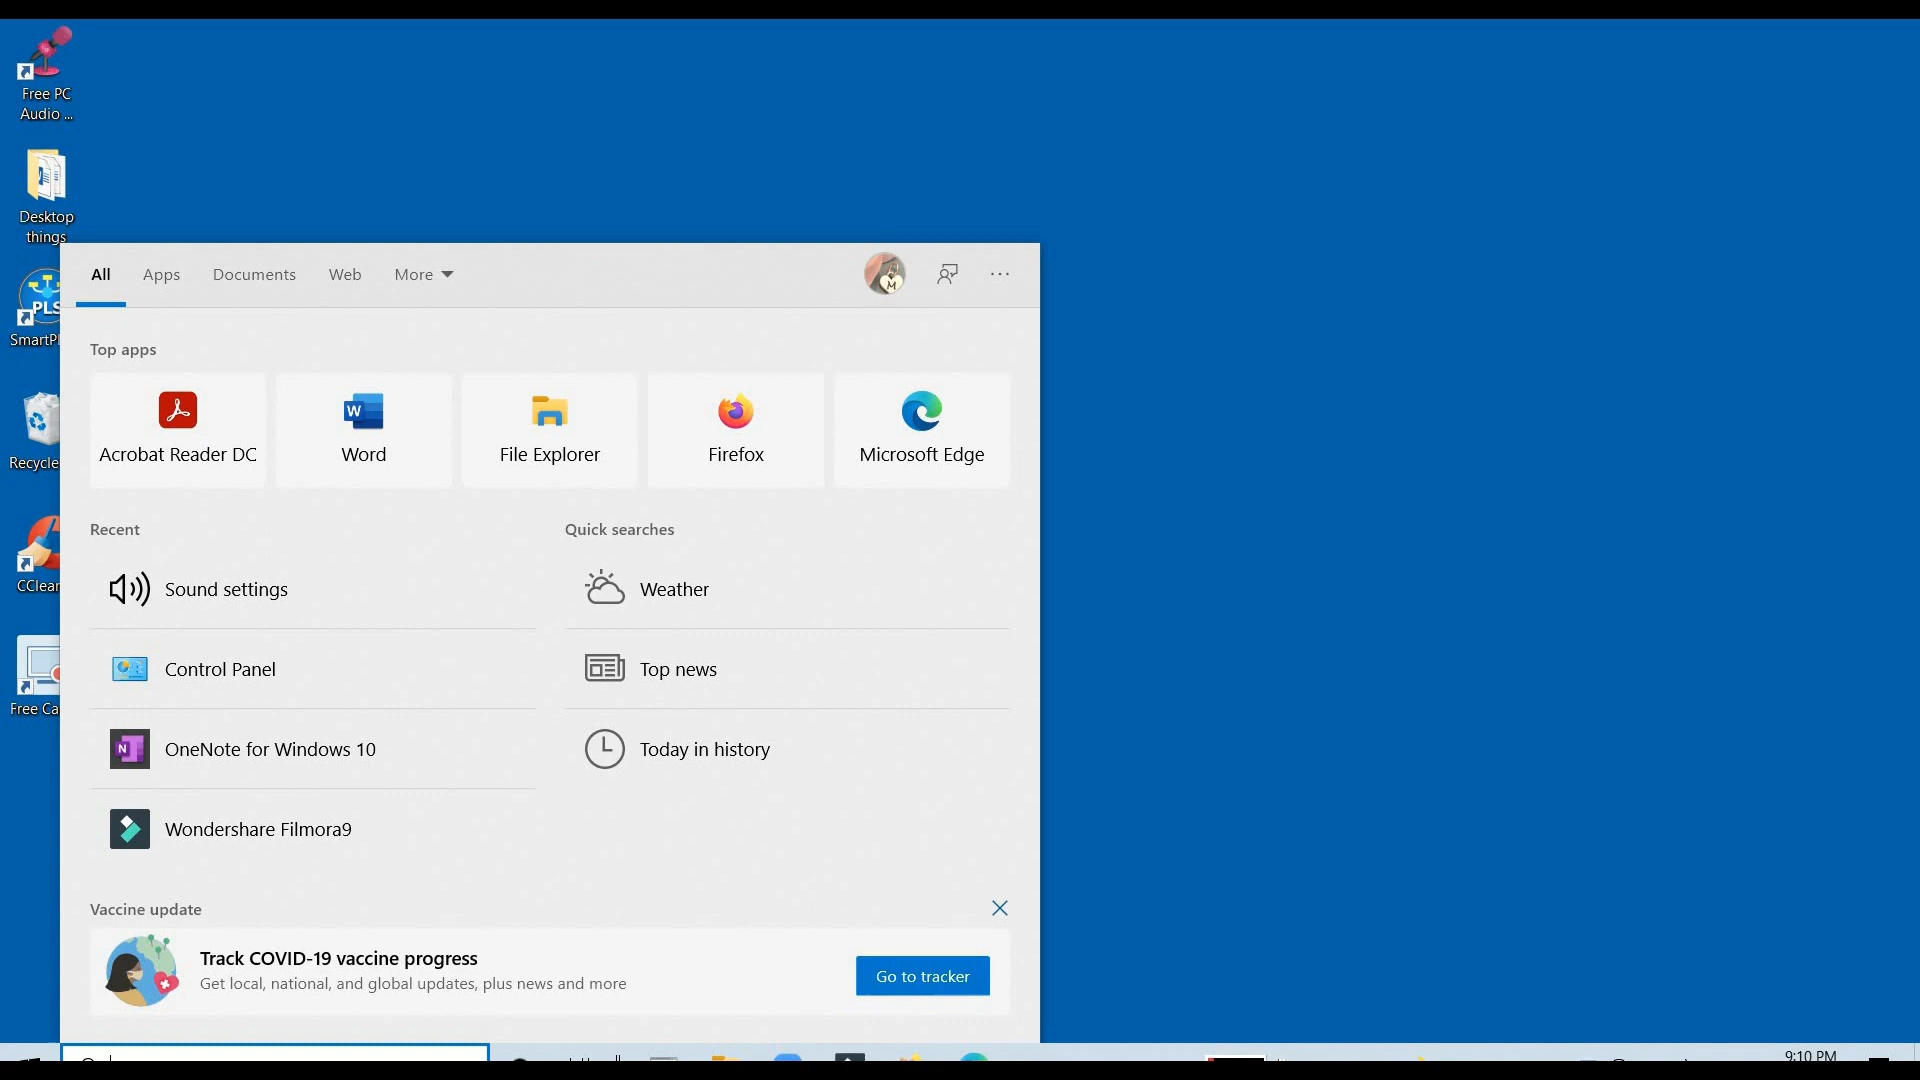 Free PC
Audio ...
Desktop
things
PLS
SmartPL
Recycle
CClean
Free Ca
All Apps Documents Web More
M
Top apps
Acrobat Reader DC Word File Explorer Firefox Microsoft Edge
Recent Quick searches
Sound settings Weather
Control Panel Top news
OneNote for Windows 10 Today in history
Wondershare Filmora9
Vaccine update
Track COVID-19 vaccine progress
Get local, national, and global updates, plus news and more
Go to tracker
9:10 PM